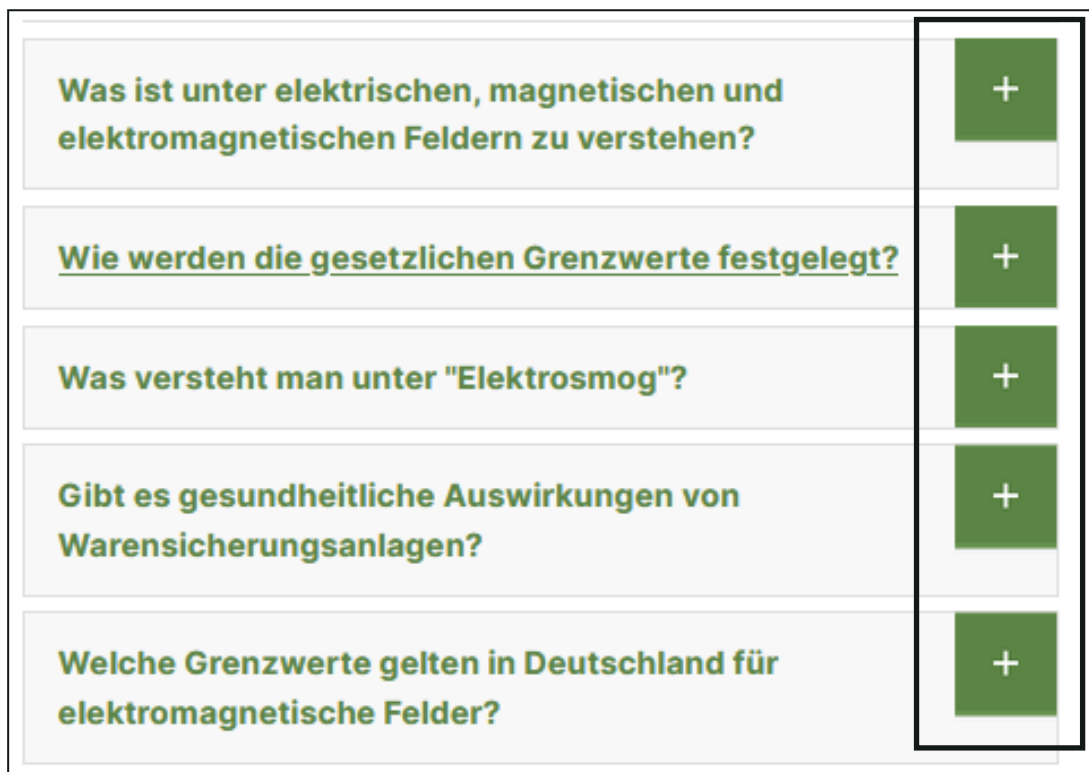 Was ist unter elektrischen, magnetischen und
elektromagnetischen Feldern zu verstehen?
+
Wie werden die gesetzlichen Grenzwerte festgelegt?
+
Was versteht man unter "Elektrosmog"?
+
Gibt es gesundheitliche Auswirkungen von
Warensicherungsanlagen?
+
Welche Grenzwerte gelten in Deutschland für
elektromagnetische Felder?
+